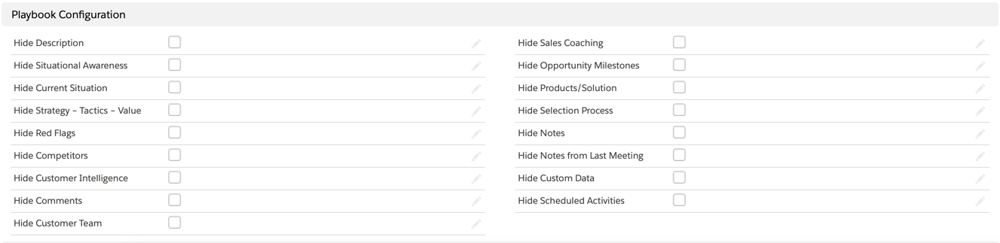 Playbook Configuration
Hide Description
Hide Situational Awareness
Hide Current Situation
Hide Strategy – Tactics – Value
Hide Red Flags
Hide Competitors
Hide Customer Intelligence
Hide Comments
Hide Customer Team
Hide Sales Coaching
Hide Opportunity Milestones
Hide Products/Solution
Hide Selection Process
Hide Notes
Hide Notes from Last Meeting
Hide Custom Data
Hide Scheduled Activities